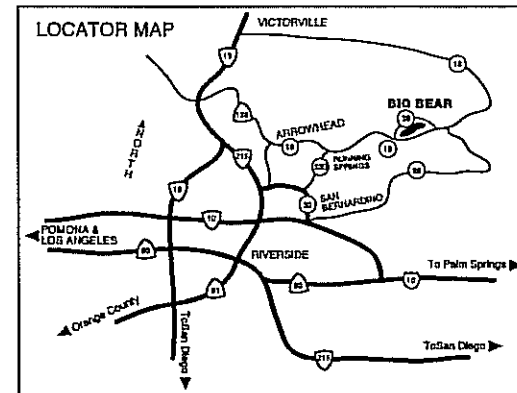 LOCATOR MAP
VICTORVILLE
15
18
138
NORTH
BIG BEAR
38
ARROWHEAD
18
18
215
330
RUNNING
SPRINGS
38
SAN
BERNARDINO
30
10
POMONA &
LOS ANGELES
60
RIVERSIDE
To Palm Springs
60
10
91
Orange County
To San Diego
To San Diego
215